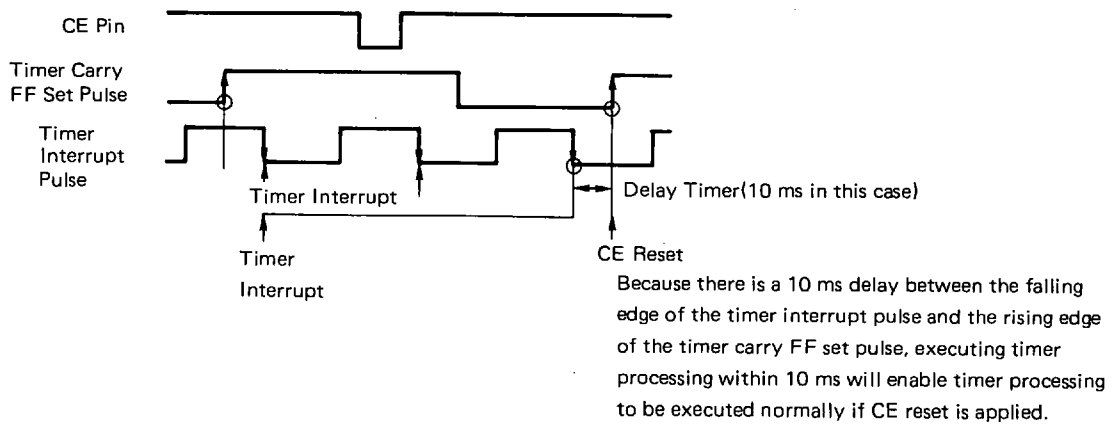 CE Pin
Timer Carry
FF Set Pulse
Timer
Interrupt
Pulse
Timer Interrupt
Delay Timer(10 ms in this case)
Timer
Interrupt
CE Reset
Because there is a 10 ms delay between the falling
edge of the timer interrupt pulse and the rising edge
of the timer carry FF set pulse, executing timer
processing within 10 ms will enable timer processing
to be executed normally if CE reset is applied.